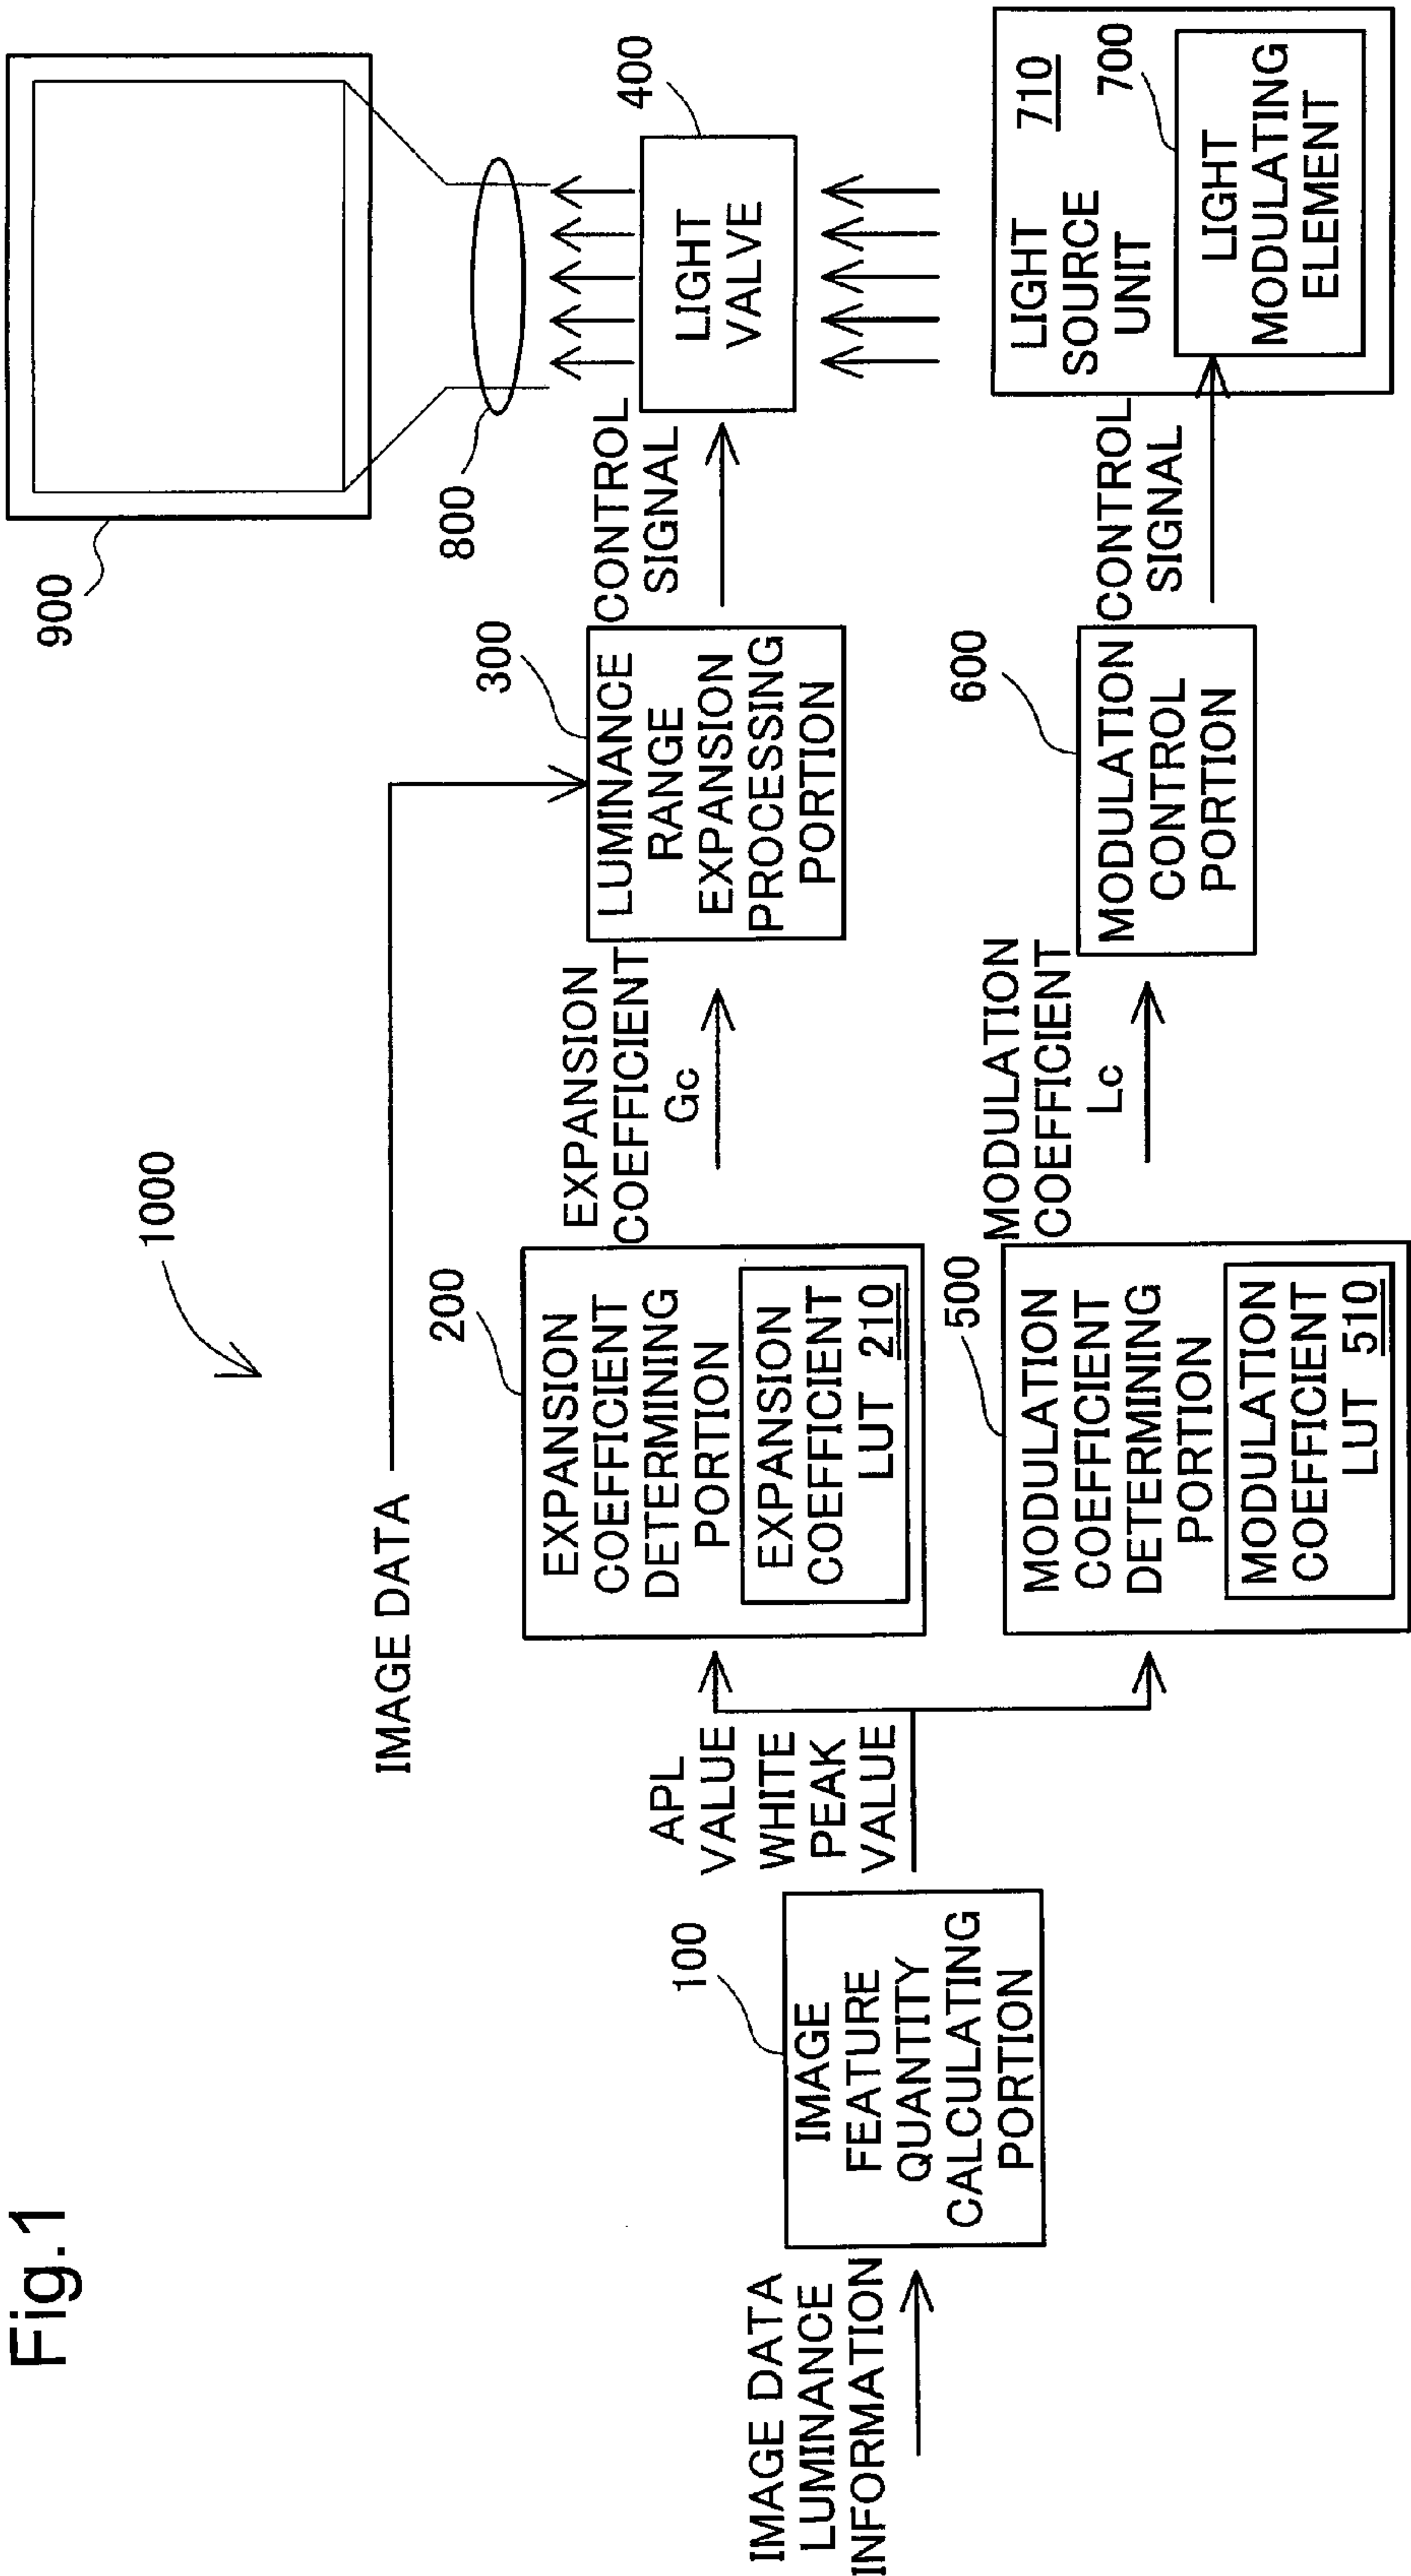 Fig.1
1000
IMAGE DATA
LUMINANCE
INFORMATION
100
IMAGE
FEATURE
QUANTITY
CALCULATING
PORTION
APL
VALUE
WHITE
PEAK
VALUE
IMAGE DATA
200
EXPANSION
COEFFICIENT
DETERMINING
PORTION
EXPANSION
COEFFICIENT
LUT 210
500
MODULATION
COEFFICIENT
DETERMINING
PORTION
MODULATION
COEFFICIENT
LUT 510
EXPANSION
COEFFICIENT
Gc
MODULATION
COEFFICIENT
Lc
300
LUMINANCE
RANGE
EXPANSION
PROCESSING
PORTION
600
MODULATION
CONTROL
PORTION
CONTROL
SIGNAL
CONTROL
SIGNAL
900
800
400
LIGHT
VALVE
LIGHT 710
SOURCE
UNIT
700
LIGHT
MODULATING
ELEMENT